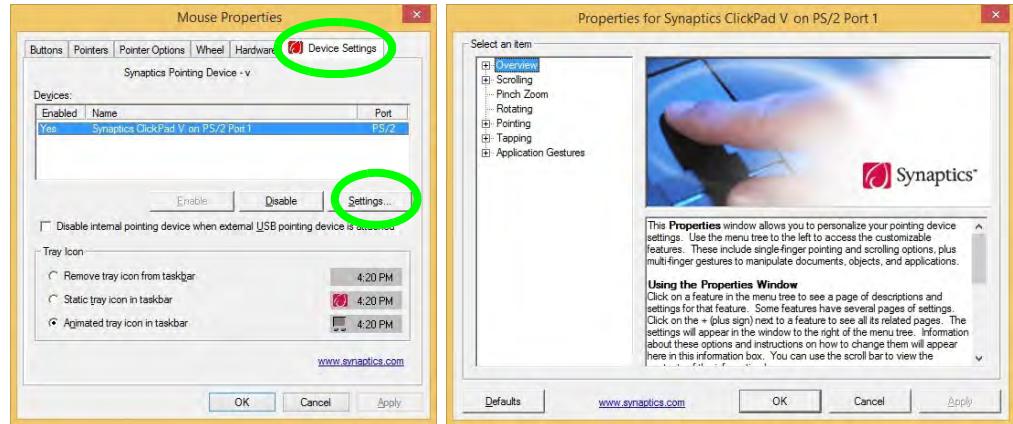 Mouse Properties
Buttons Pointers Pointer Options Wheel Hardware Device Settings
Synaptics Pointing Device - v
Devices:
Enabled Name Port
Yes Synaptics ClickPad V on PS/2 Port 1 PS/2
Enable Disable Settings...
Disable internal pointing device when external USB pointing device is attached
Tray Icon
Remove tray icon from taskbar 4:20 PM
Static tray icon in taskbar 4:20 PM
Animated tray icon in taskbar 4:20 PM
www.synaptics.com
OK Cancel Apply
Properties for Synaptics ClickPad V on PS/2 Port 1
Select an item
Overview
Scrolling
Pinch Zoom
Rotating
Pointing
Tapping
Application Gestures
Synaptics
This Properties window allows you to personalize your pointing device
settings. Use the menu tree to the left to access the customizable
features. These include single-finger pointing and scrolling options, plus
multi-finger gestures to manipulate documents, objects, and applications.
Using the Properties Window
Click on a feature in the menu tree to see a page of descriptions and
settings for that feature. Some features have several pages of settings.
Click on the + (plus sign) next to a feature to see all its related pages. The
settings will appear in the window to the right of the menu tree. Information
about these options and instructions on how to change them will appear
here in this information box. You can use the scroll bar to view the
Defaults www.synaptics.com OK Cancel Apply